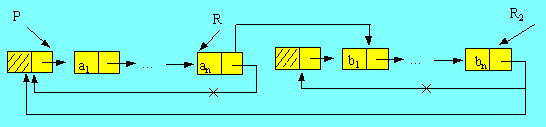 P R R₂
a₁ ... aₙ b₁ ... bₙ